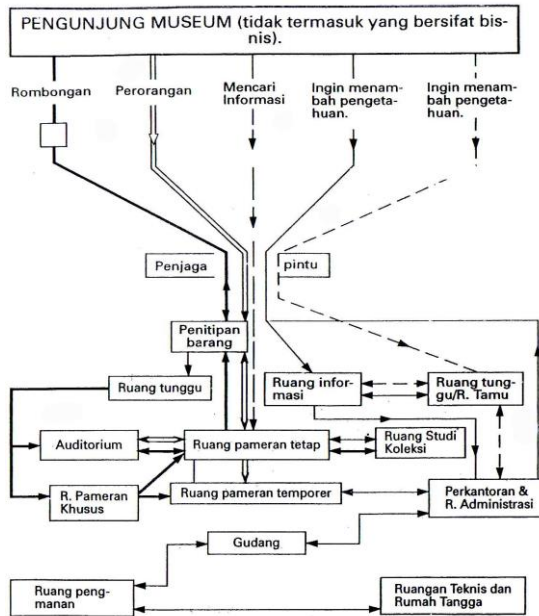 PENGUNJUNG MUSEUM (tidak termasuk yang bersifat bis-
nis).
Rombongan
Perorangan
Mencari
Informasi
Ingin menam-
bah pengeta-
huan.
Ingin menam-
bah pengeta-
huan.
Penjaga
pintu
Penitipan
barang
Ruang tunggu
Ruang infor-
masi
Ruang tung-
gu/R. Tamu
Auditorium
Ruang pameran tetap
Ruang Studi
Koleksi
R. Pameran
Khusus
Ruang pameran temporer
Perkantoran &
R. Administrasi
Gudang
Ruang peng-
manan
Ruangan Teknis dan
Rumah Tangga